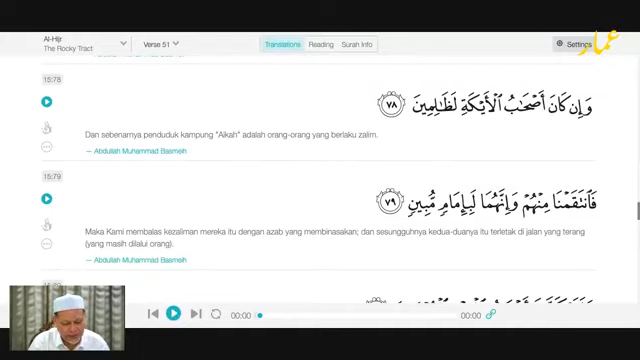 Al-Hijr
The Rocky Tract
Verse 51
Translations Reading Surah Info
Settings
عمار
15:78
وَإِن كَانَ أَصْحَٰبُ ٱلْأَيْكَةِ لَظَٰلِمِينَ ٧٨
Dan sebenarnya penduduk kampung "Aikah" adalah orang-orang yang berlaku zalim.
— Abdullah Muhammad Basmeih
15:79
فَٱنتَقَمْنَا مِنْهُمْ وَإِنَّهُمَا لَبِإِمَامٍ مُّبِينٍ ٧٩
Maka Kami membalas kezaliman mereka itu dengan azab yang membinasakan; dan sesungguhnya kedua-duanya itu terletak di jalan yang terang
(yang masih dilalui orang).
— Abdullah Muhammad Basmeih
00:00
00:00